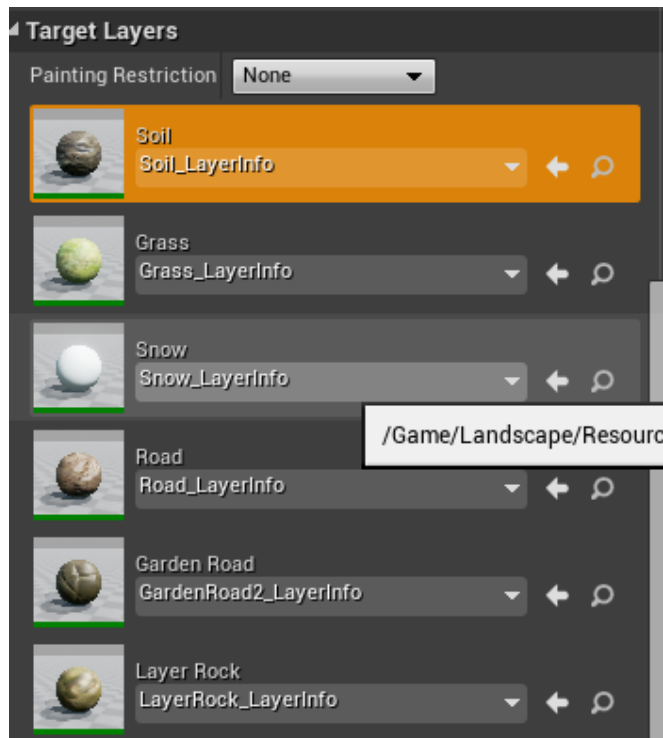 Target Layers
Painting Restriction None
Soil
Soil_LayerInfo
Grass
Grass_LayerInfo
Snow
Snow_LayerInfo
/Game/Landscape/Resourc
Road
Road_LayerInfo
Garden Road
GardenRoad2_LayerInfo
Layer Rock
LayerRock_LayerInfo